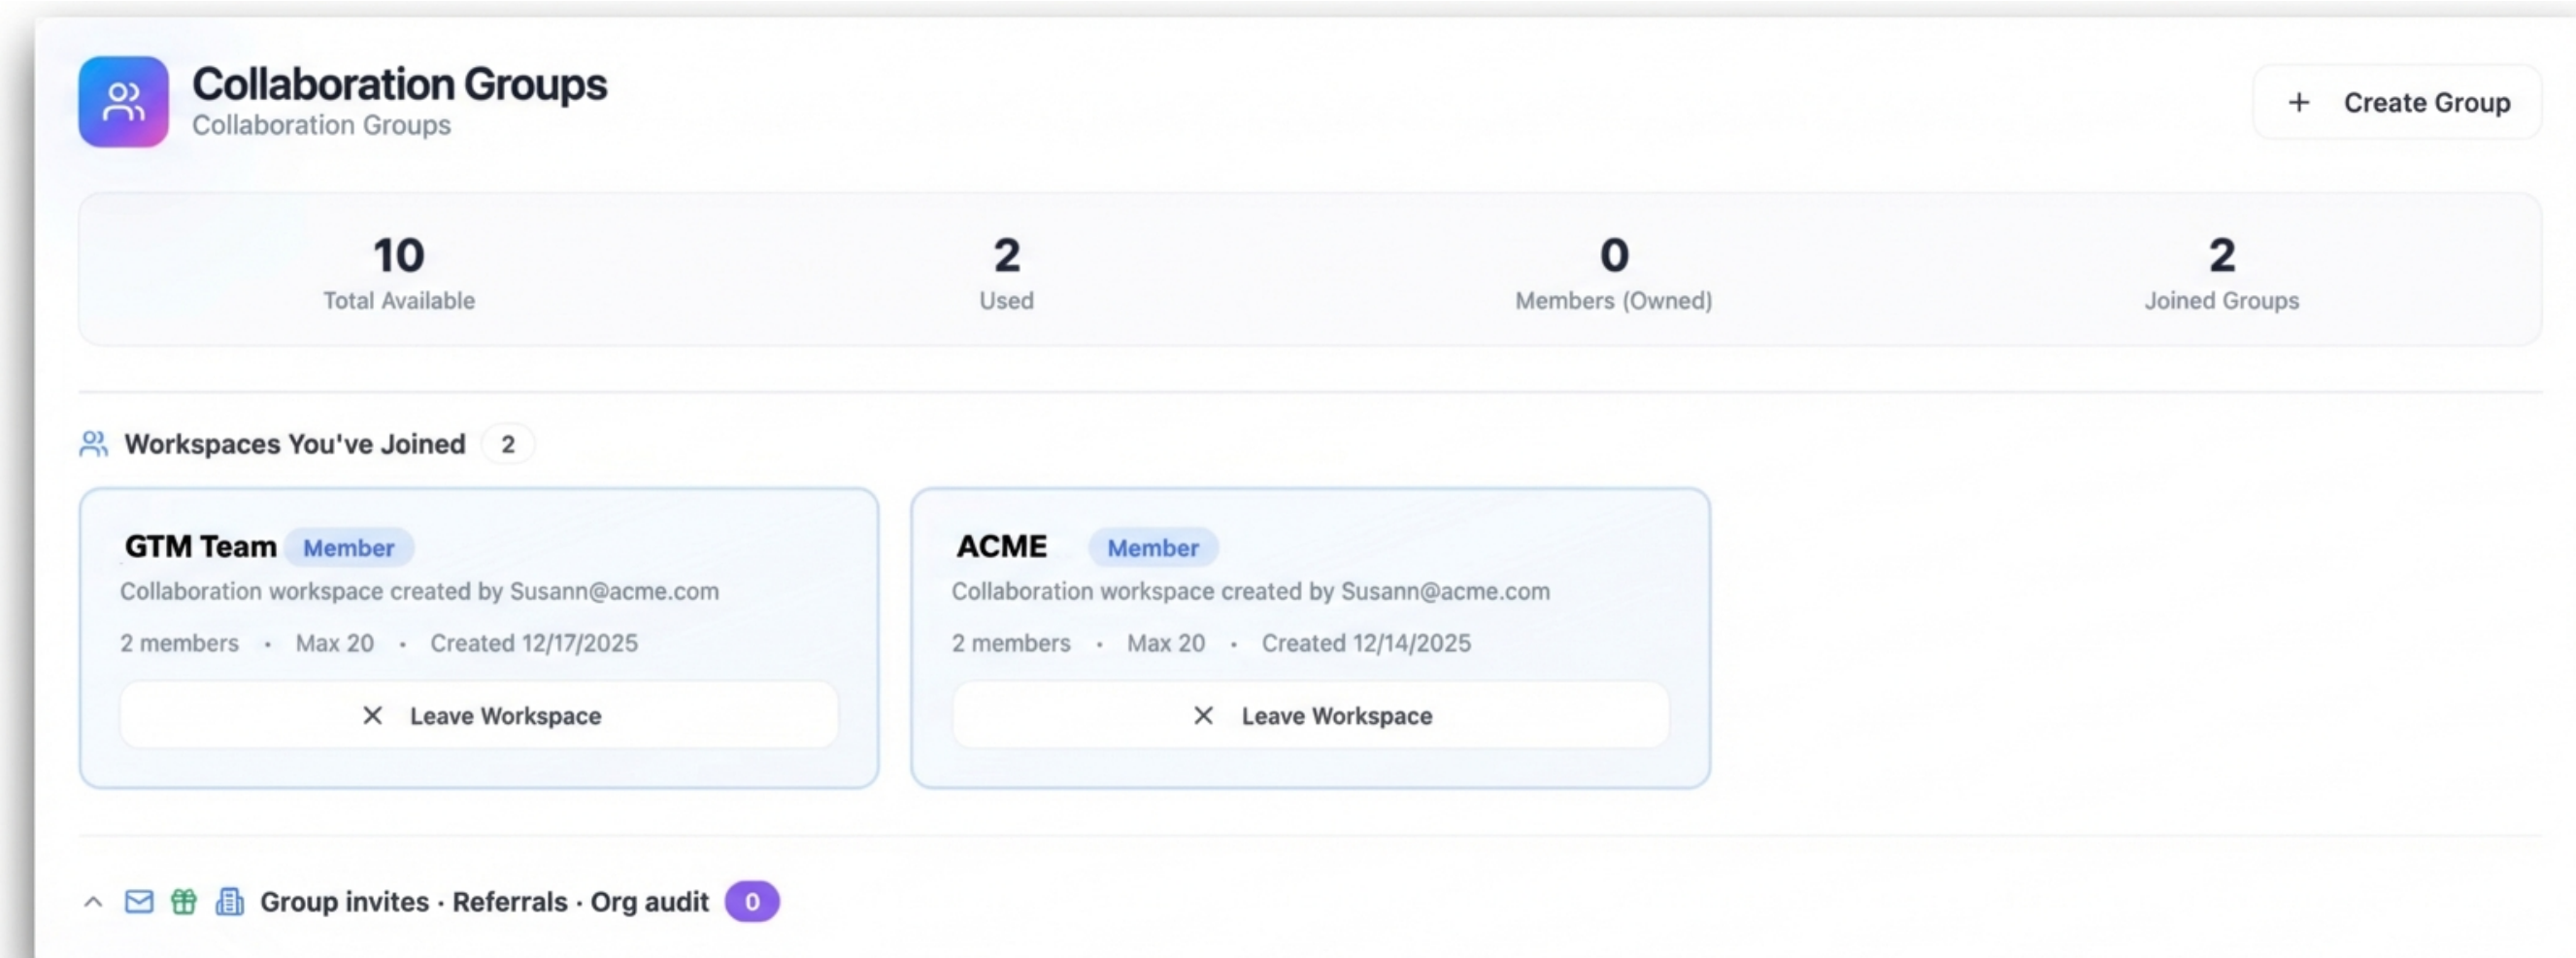 Collaboration Groups
Collaboration Groups
+ Create Group
10
Total Available
2
Used
0
Members (Owned)
2
Joined Groups
Workspaces You've Joined 2
GTM Team Member
Collaboration workspace created by Susann@acme.com
2 members · Max 20 · Created 12/17/2025
Leave Workspace
ACME Member
Collaboration workspace created by Susann@acme.com
2 members · Max 20 · Created 12/14/2025
Leave Workspace
Group invites · Referrals · Org audit 0